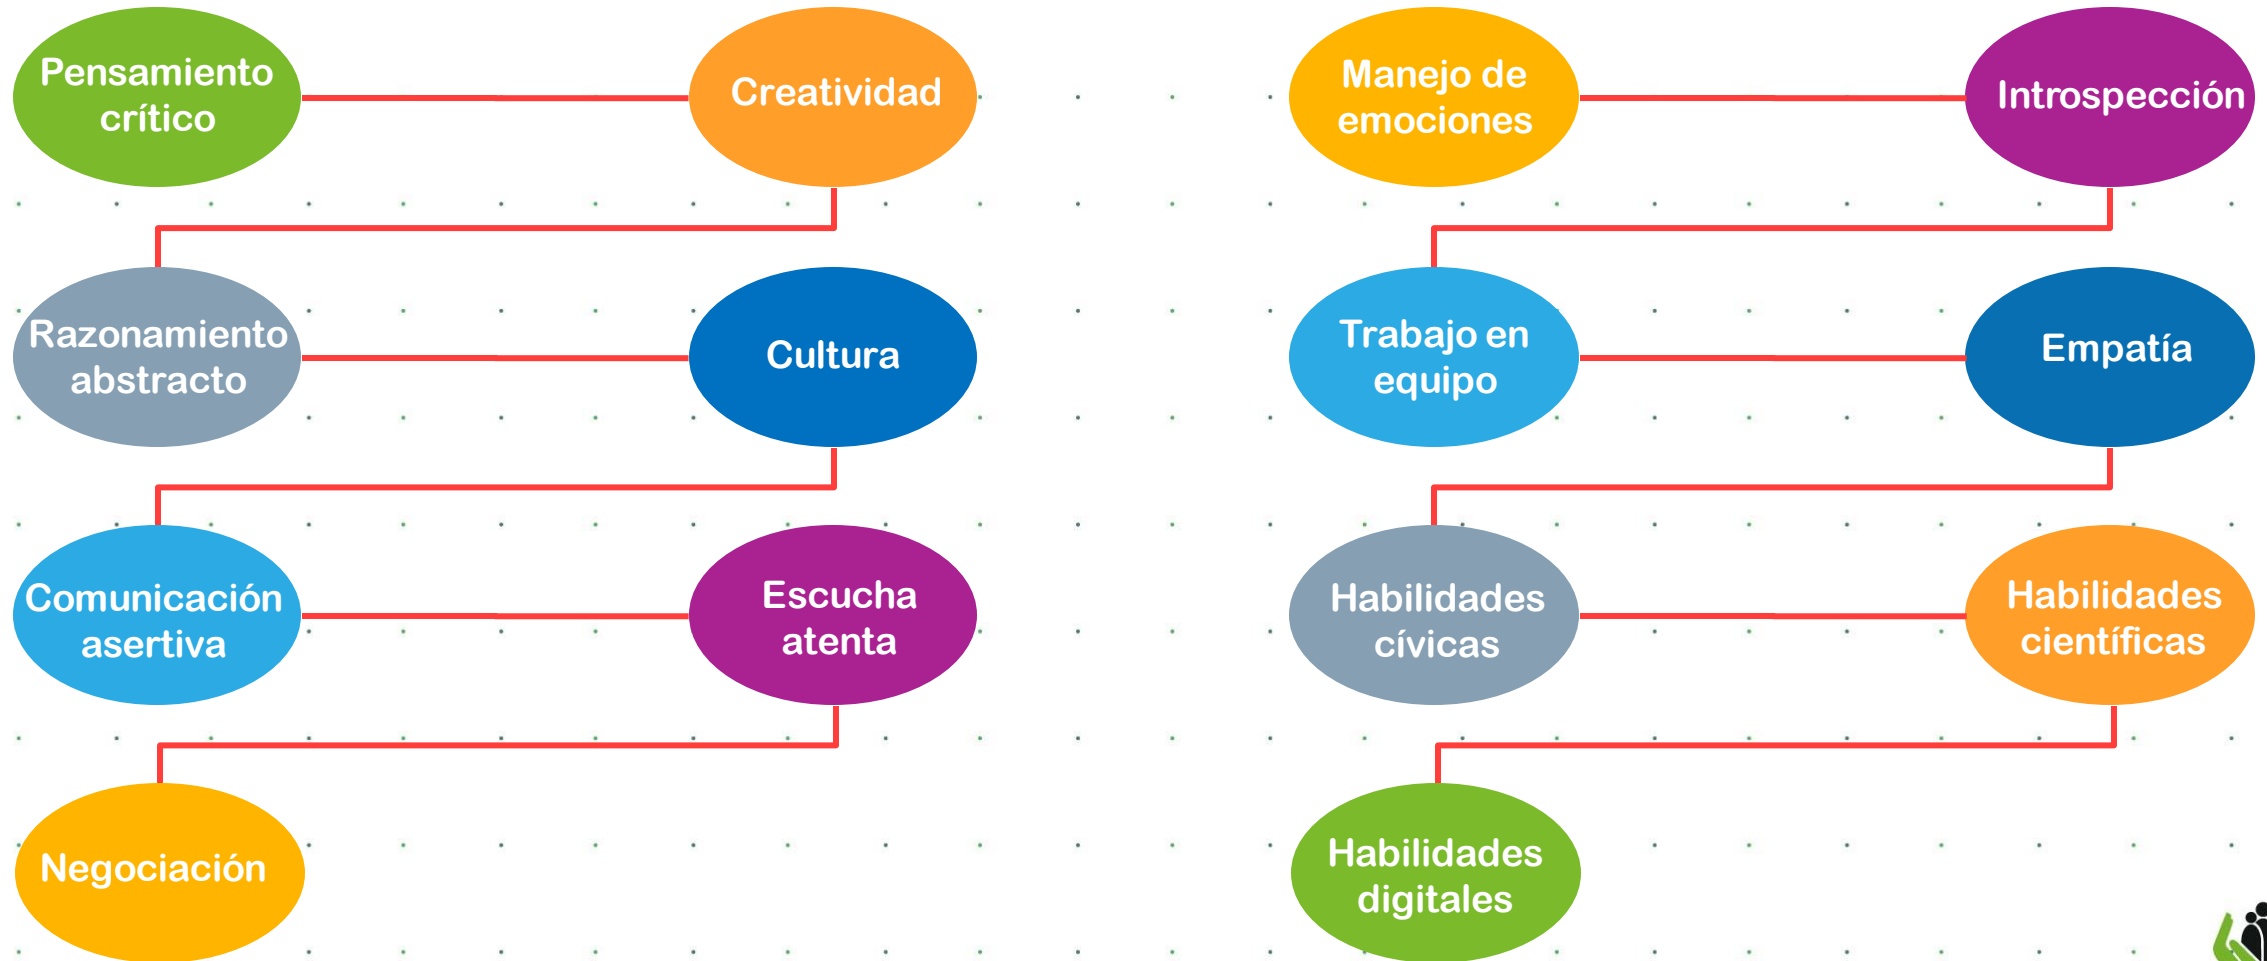 Pensamiento
crítico
Creatividad
Razonamiento
abstracto
Cultura
Comunicación
asertiva
Escucha
atenta
Negociación
Manejo de
emociones
Introspección
Trabajo en
equipo
Empatía
Habilidades
cívicas
Habilidades
científicas
Habilidades
digitales